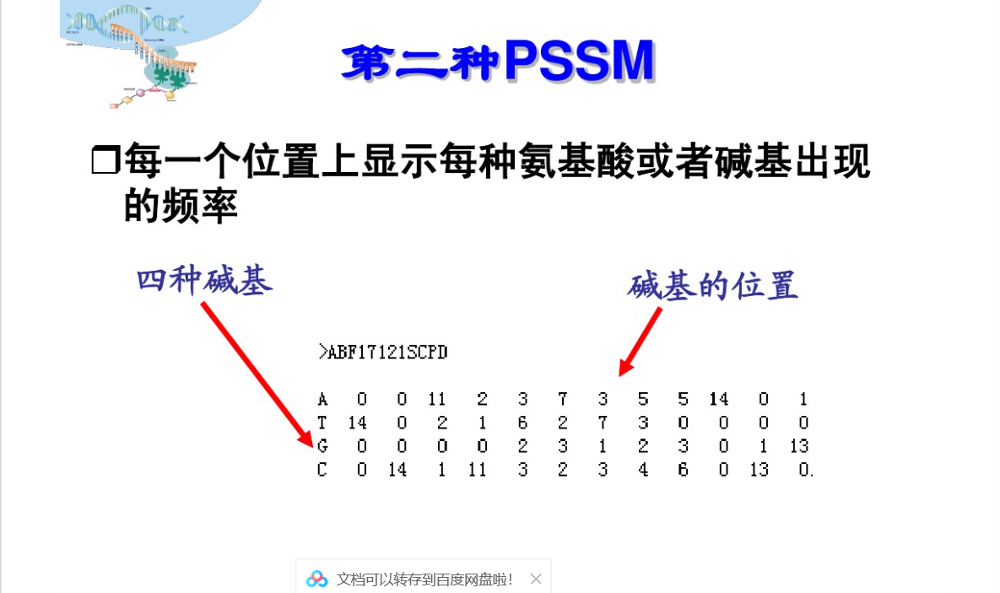 第二种PSSM
❒每一个位置上显示每种氨基酸或者碱基出现
的频率
四种碱基
碱基的位置
>ABF17121SCPD
A 0 0 11 2 3 7 3 5 5 14 0 1
T 14 0 2 1 6 2 7 3 0 0 0 0
G 0 0 0 0 2 3 1 2 3 0 1 13
C 0 14 1 11 3 2 3 4 6 0 13 0.
文档可以转存到百度网盘啦！